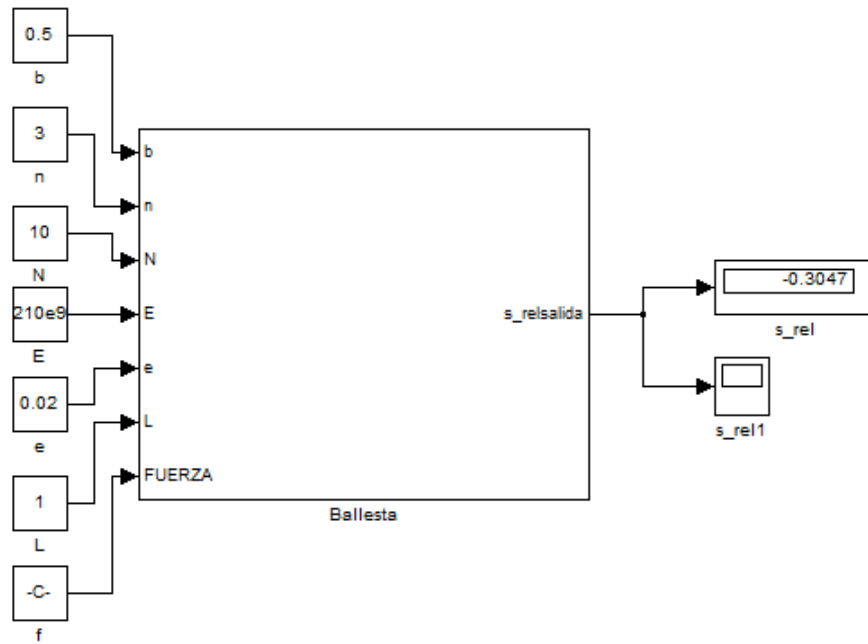 0.5
b
3
n
10
N
210e9
E
0.02
e
1
L
-C-
f
b
n
N
E
e
L
FUERZA
s_relsalida
Ballesta
-0.3047
s_rel
s_rel1